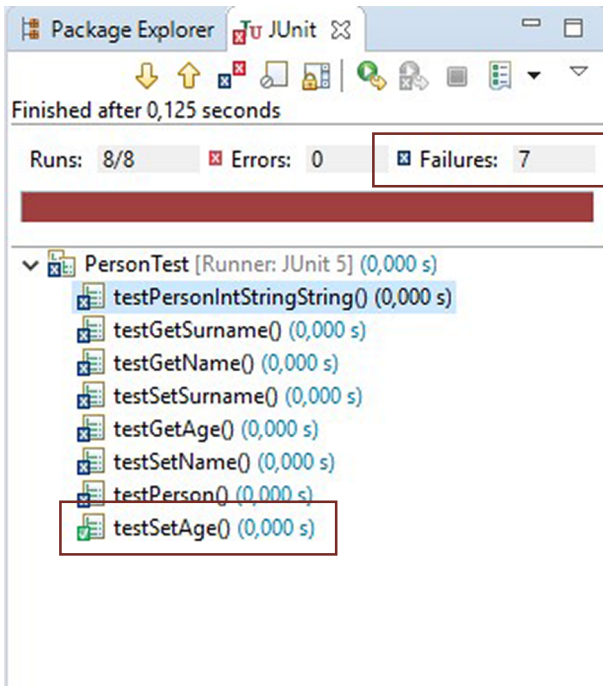 Package Explorer JUnit
Finished after 0,125 seconds
Runs: 8/8 Errors: 0 Failures: 7
PersonTest [Runner: JUnit 5] (0,000 s)
testPersonIntStringString() (0,000 s)
testGetSurname() (0,000 s)
testGetName() (0,000 s)
testSetSurname() (0,000 s)
testGetAge() (0,000 s)
testSetName() (0,000 s)
testPerson() (0,000 s)
testSetAge() (0,000 s)